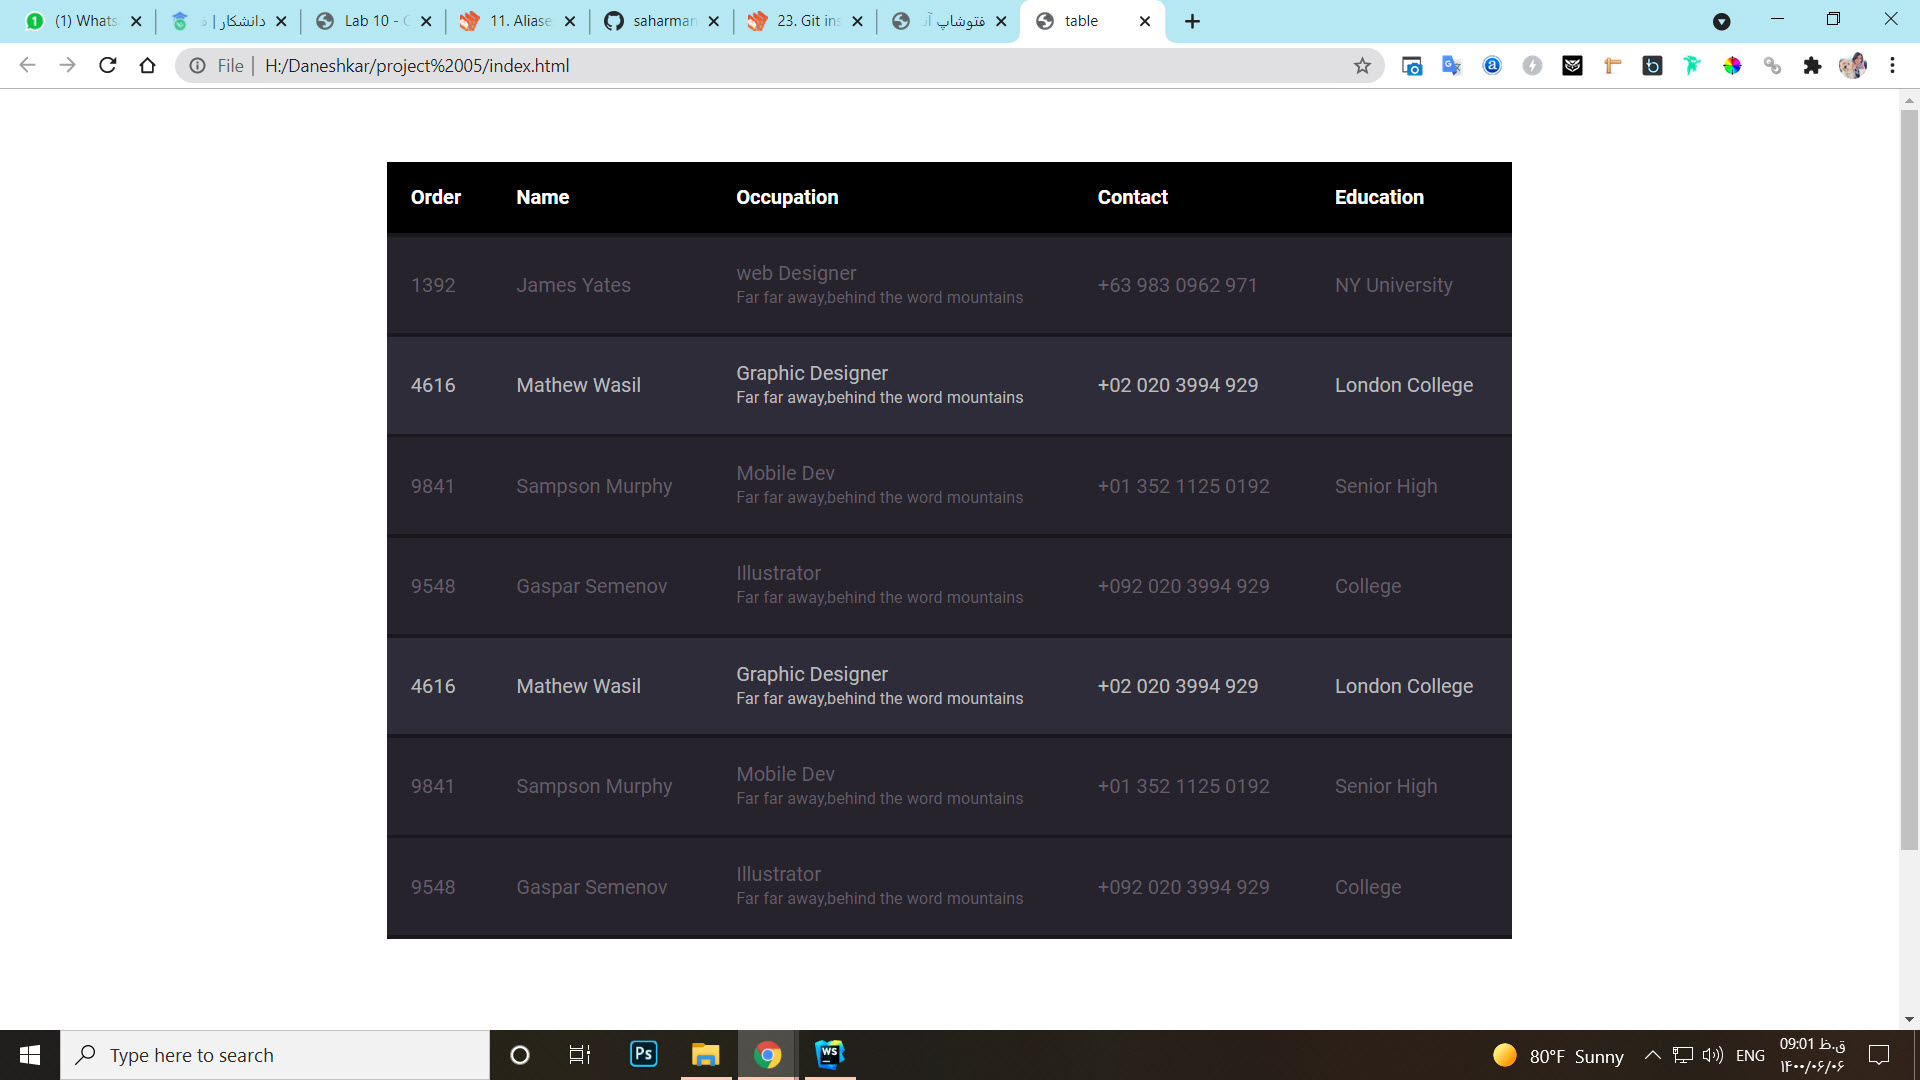 (1) Whats
دانشکار | ف
Lab 10 - C
11. Aliase
saharman
23. Git ins
فتوشاپ آن
table
File | H:/Daneshkar/project%2005/index.html
Order Name Occupation Contact Education
1392 James Yates web Designer +63 983 0962 971 NY University
Far far away,behind the word mountains
4616 Mathew Wasil Graphic Designer +02 020 3994 929 London College
Far far away,behind the word mountains
9841 Sampson Murphy Mobile Dev +01 352 1125 0192 Senior High
Far far away,behind the word mountains
9548 Gaspar Semenov Illustrator +092 020 3994 929 College
Far far away,behind the word mountains
4616 Mathew Wasil Graphic Designer +02 020 3994 929 London College
Far far away,behind the word mountains
9841 Sampson Murphy Mobile Dev +01 352 1125 0192 Senior High
Far far away,behind the word mountains
9548 Gaspar Semenov Illustrator +092 020 3994 929 College
Far far away,behind the word mountains
Type here to search
Ps
WS
80°F Sunny
ENG
09:01 ق.ظ
۱۴۰۰/۰۶/۰۶